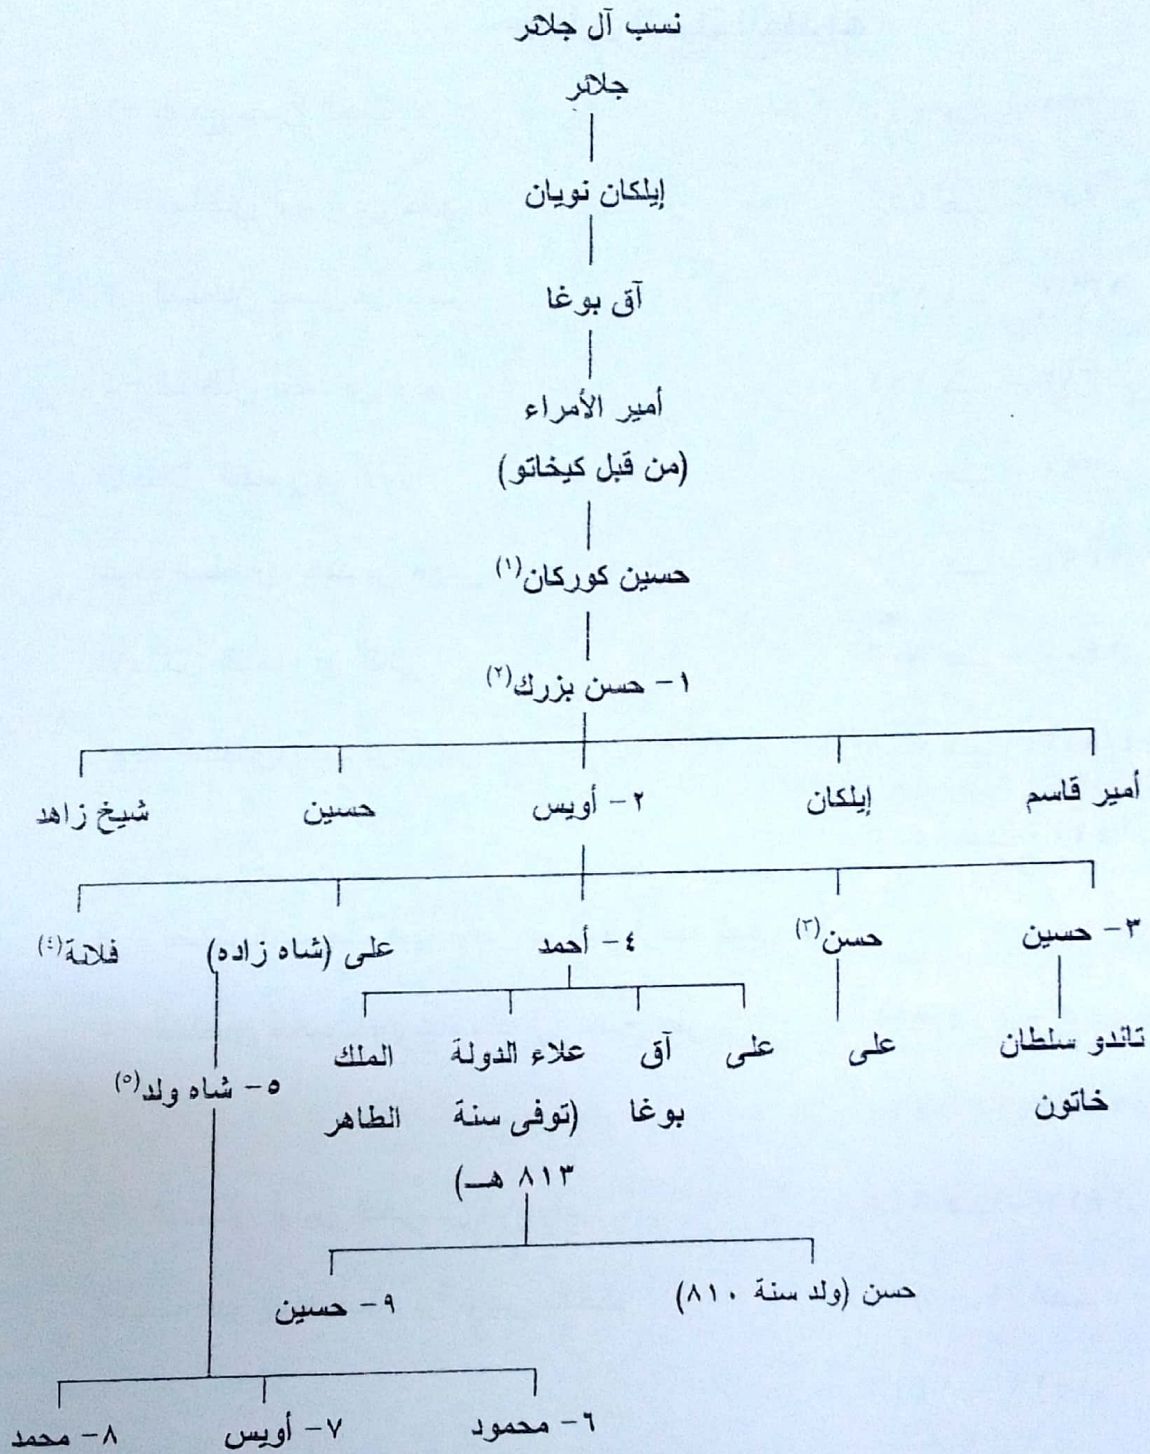 نسب آل جلائر
جلائر
إيلكان نويان
آق بوغا
أمير الأمراء
(من قبل كيخاتو)
حسين كوركان(١)
١- حسن بزرك(٢)
أمير قاسم
إيلكان
٢- أويس
حسين
شيخ زاهد
٣- حسين
حسن(٣)
٤- أحمد
على (شاه زاده)
فلانة(٤)
تاندو سلطان
خاتون
على
على
آق
بوغا
علاء الدولة
(توفى سنة
٨١٣ هــ)
الملك
الطاهر
٥- شاه ولد(٥)
حسن (ولد سنة ٨١٠)
٩- حسين
٦- محمود
٧- أويس
٨- محمد